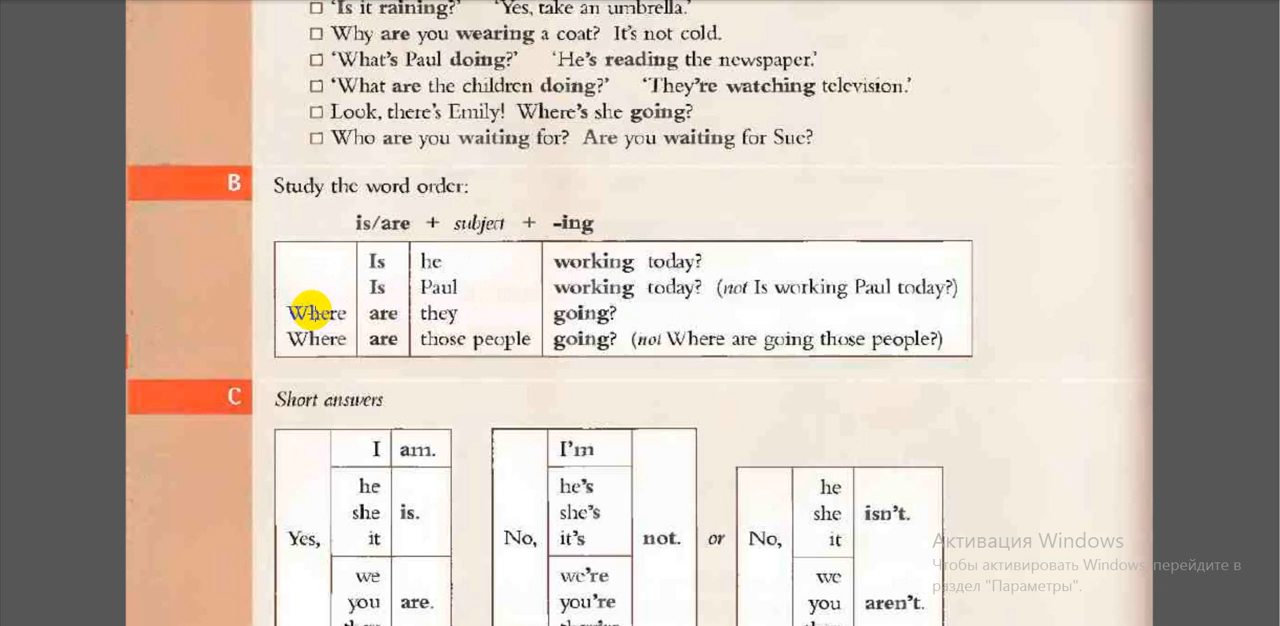 □ 'Is it raining?' 'Yes, take an umbrella.'
□ Why are you wearing a coat? It's not cold.
□ 'What's Paul doing?' 'He's reading the newspaper.'
□ 'What are the children doing?' 'They're watching television.'
□ Look, there's Emily! Where's she going?
□ Who are you waiting for? Are you waiting for Sue?
B Study the word order:
is/are + subject + -ing
Is he working today?
Is Paul working today? (not Is working Paul today?)
Where are they going?
Where are those people going? (not Where are going those people?)
C Short answers
Yes,
I am.
he
she is.
it
we
you are.
No,
I'm
he's
she's
it's
we're
you're
not.
or
No,
he
she isn't.
it
we
you aren't.
Активация Windows
Чтобы активировать Windows, перейдите в
раздел "Параметры".